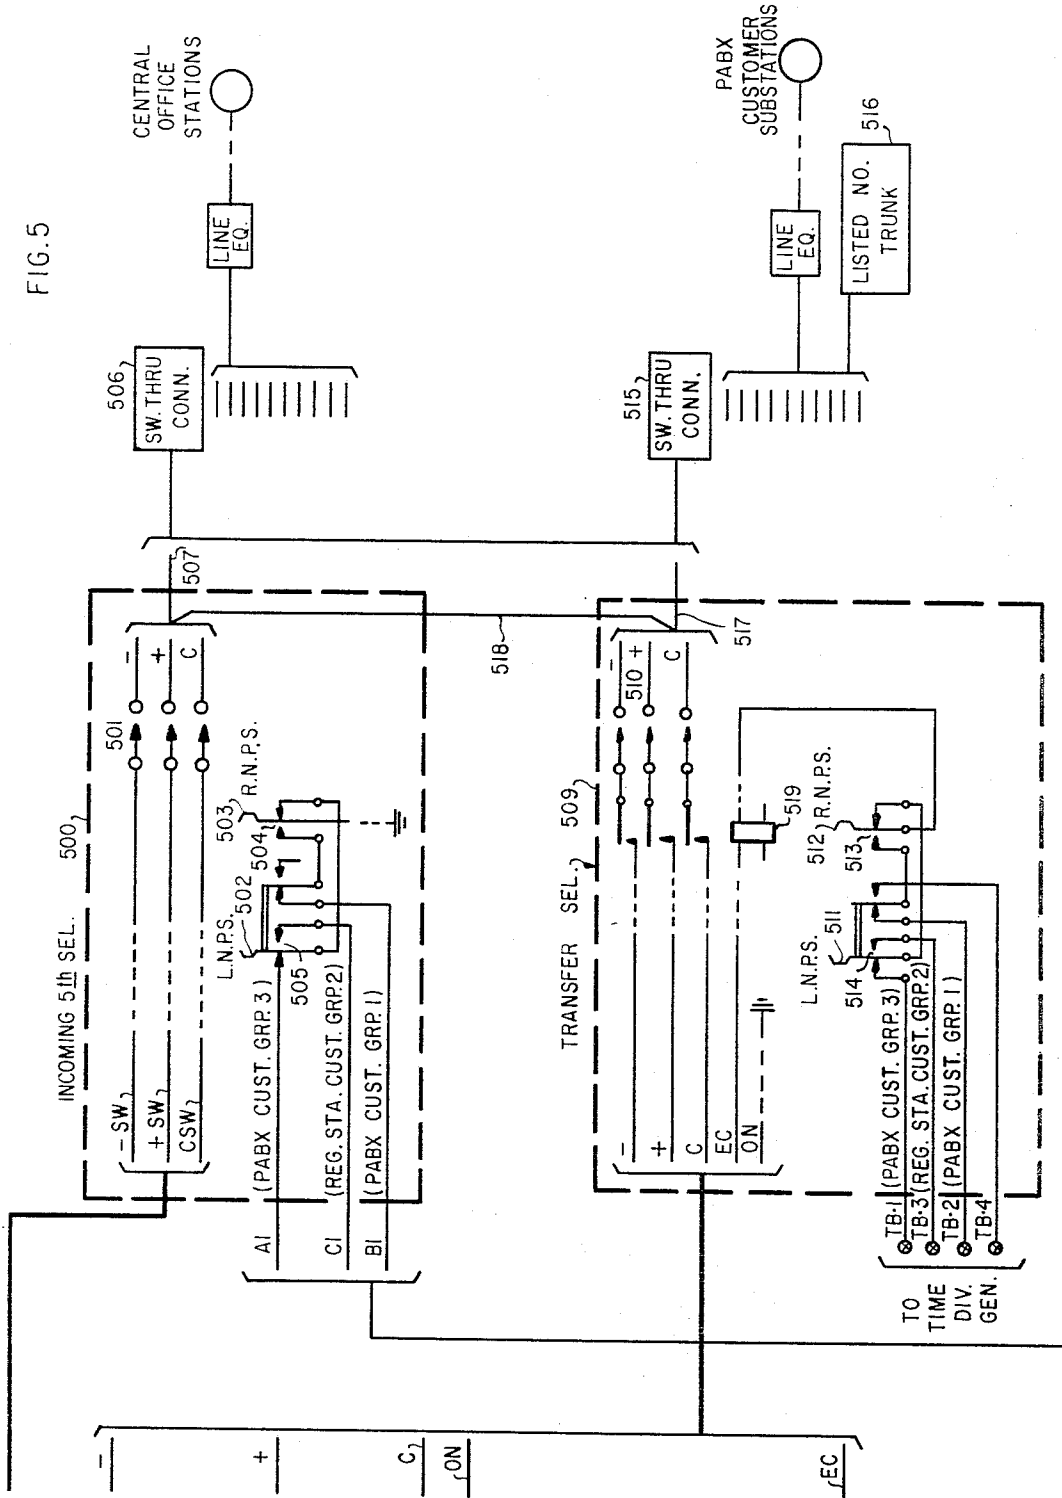 FIG. 5
INCOMING 5th SEL.
500
- SW
+ SW
CSW
501
-
+
C
507
506
SW. THRU
CONN.
LINE
EQ.
CENTRAL
OFFICE
STATIONS
L.N.P.S.
502
503
R.N.P.S.
504
505
A1
(PABX CUST. GRP. 3)
C1
(REG. STA. CUST. GRP. 2)
B1
(PABX CUST. GRP. 1)
518
TRANSFER SEL.
509
-
+
C
EC
ON
-
510 +
C
517
519
515
SW. THRU
CONN.
LINE
EQ.
PABX
CUSTOMER
SUBSTATIONS
LISTED NO.
TRUNK
516
L.N.P.S.
511
512
R.N.P.S.
513
514
TB-1 (PABX CUST. GRP. 3)
TB-3 (REG. STA. CUST. GRP. 2)
TB-2 (PABX CUST. GRP. 1)
TB-4
TO
TIME
DIV.
GEN.
-
+
C
ON
EC